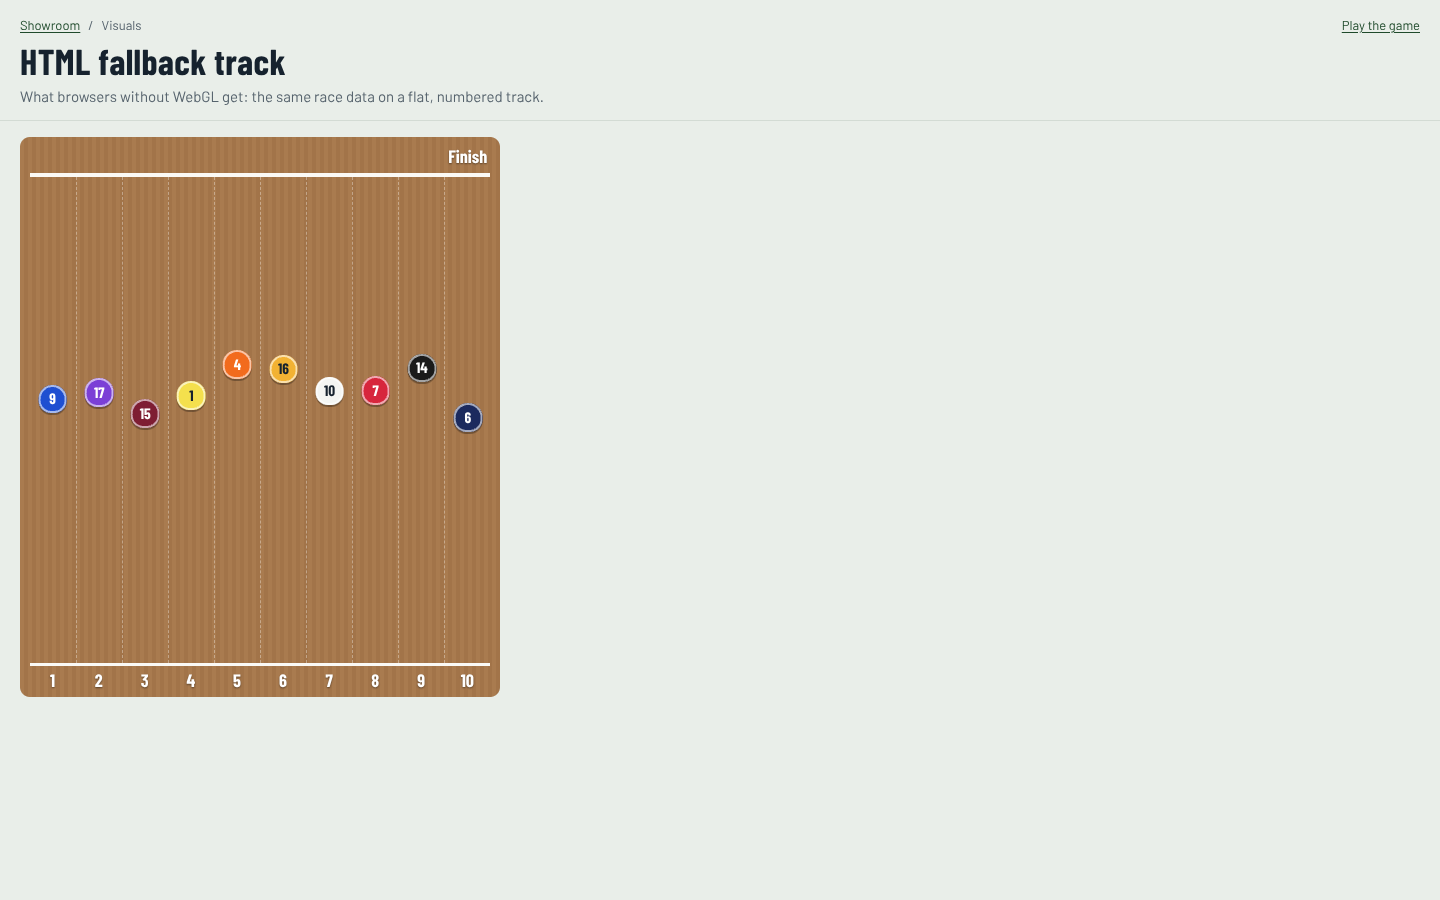 Showroom / Visuals
Play the game
HTML fallback track
What browsers without WebGL get: the same race data on a flat, numbered track.
Finish
9 17 15 1 4 16 10 7 14 6
1 2 3 4 5 6 7 8 9 10